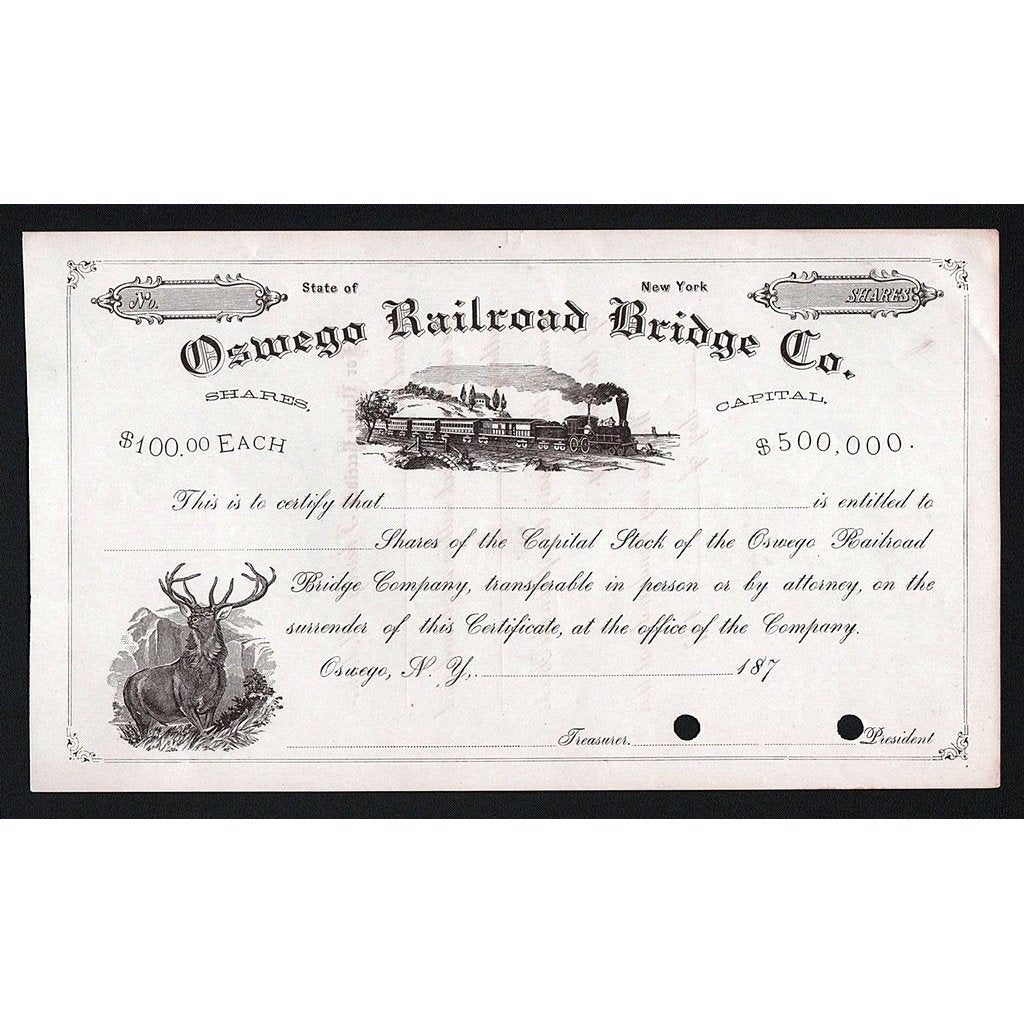 No.
State of New York
SHARES
Oswego Railroad Bridge Co.
SHARES,
CAPITAL,
$100.00 EACH
$500,000.
This is to certify that is entitled to
Shares of the Capital Stock of the Oswego Railroad
Bridge Company, transferable in person or by attorney, on the
surrender of this Certificate, at the office of the Company.
Oswego, N. Y, 187
Treasurer. President